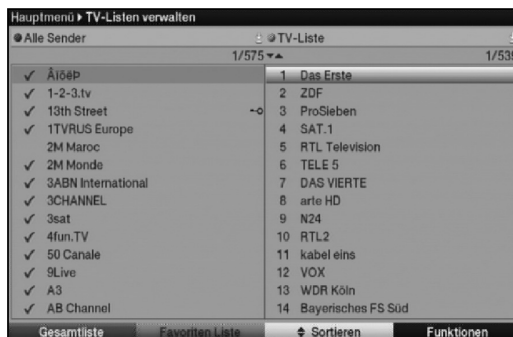 Hauptmenü ▸ TV-Listen verwalten
Alle Sender
1/575
✓ Âîõëþ
✓ 1-2-3.tv
✓ 13th Street
✓ 1TVRUS Europe
2M Maroc
✓ 2M Monde
✓ 3ABN International
✓ 3CHANNEL
✓ 3sat
✓ 4fun.TV
✓ 50 Canale
✓ 9Live
✓ A3
✓ AB Channel
TV-Liste
1 Das Erste
2 ZDF
3 ProSieben
4 SAT.1
5 RTL Television
6 TELE 5
7 DAS VIERTE
8 arte HD
9 N24
10 RTL2
11 kabel eins
12 VOX
13 WDR Köln
14 Bayerisches FS Süd
Gesamtliste Favoriten Liste Sortieren Funktionen